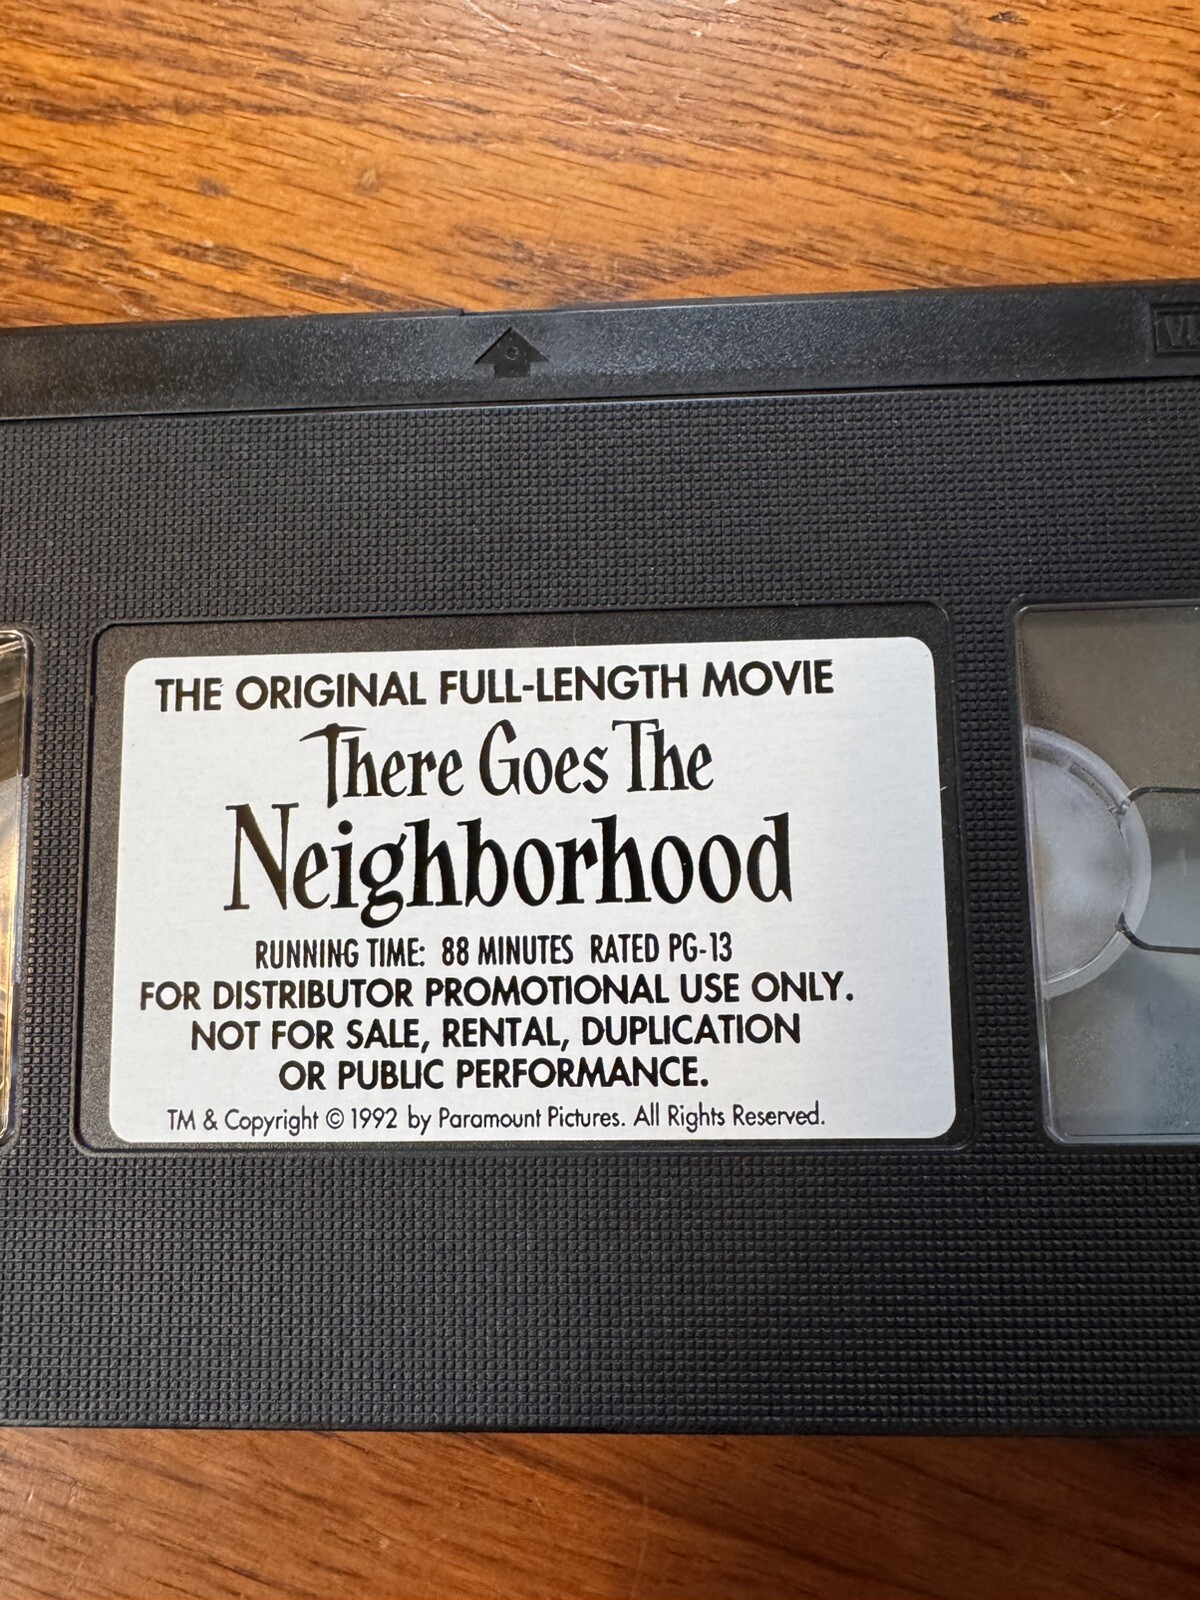 THE ORIGINAL FULL-LENGTH MOVIE
There Goes The
Neighborhood
RUNNING TIME: 88 MINUTES RATED PG-13
FOR DISTRIBUTOR PROMOTIONAL USE ONLY.
NOT FOR SALE, RENTAL, DUPLICATION
OR PUBLIC PERFORMANCE.
TM & Copyright © 1992 by Paramount Pictures. All Rights Reserved.